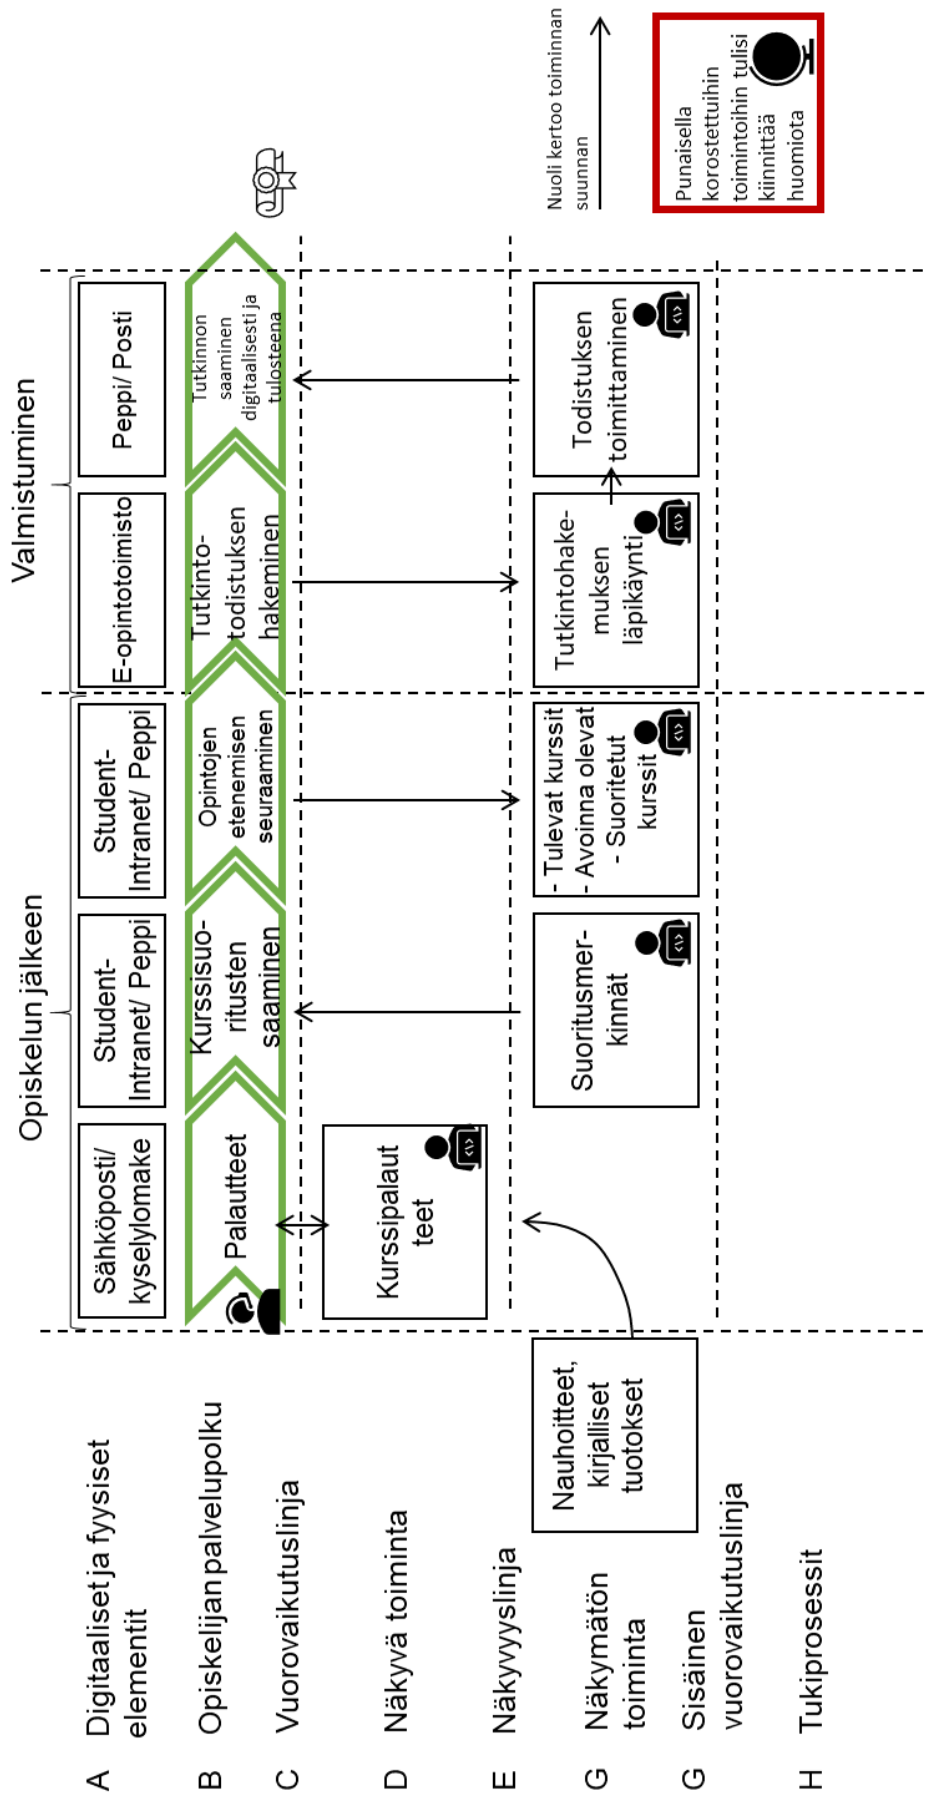 Opiskelun jälkeen
Valmistuminen
A
Digitaaliset ja fyysiset
elementit
Sähköposti/
kyselylomake
Student-
Intranet/ Peppi
Student-
Intranet/ Peppi
E-opintotoimisto
Peppi/ Posti
B
Opiskelijan palvelupolku
Palautteet
Kurssisuo-
ritusten
saaminen
Opintojen
etenemisen
seuraaminen
Tutkinto-
todistuksen
hakeminen
Tutkinnon
saaminen
digitaalisesti ja
tulosteena
C
Vuorovaikutuslinja
D
Näkyvä toiminta
Kurssipalaut
teet
E
Näkyvyyslinja
G
Näkymätön
toiminta
Nauhoitteet,
kirjalliset
tuotokset
Suoritusmer-
kinnät
- Tulevat kurssit
- Avoinna olevat
- Suoritetut
kurssit
Tutkintohake-
muksen
läpikäynti
Todistuksen
toimittaminen
G
Sisäinen
vuorovaikutuslinja
H
Tukiprosessit
Nuoli kertoo toiminnan
suunnan
Punaisella
korostettuihin
toimintoihin tulisi
kiinnittää
huomiota